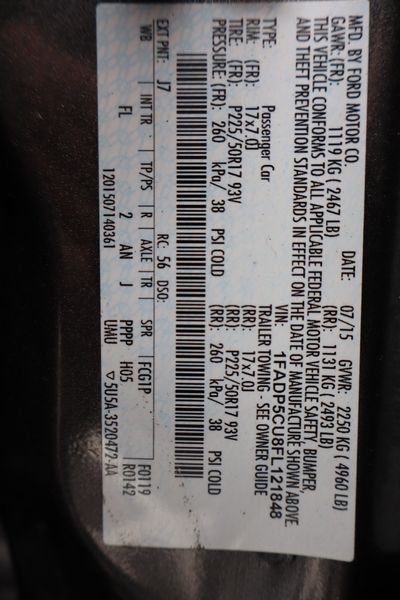 MFD. BY FORD MOTOR CO.
DATE: 07/15 GVWR: 2250 KG ( 4960 LB)
GAWR: (FR): 1119 KG ( 2467 LB) (RR): 1131 KG ( 2493 LB)
THIS VEHICLE CONFORMS TO ALL APPLICABLE FEDERAL MOTOR VEHICLE SAFETY, BUMPER,
AND THEFT PREVENTION STANDARDS IN EFFECT ON THE DATE OF MANUFACTURE SHOWN ABOVE.
VIN: 1FADP5CU8FL121848
TYPE: Passenger Car TRAILER TOWING - SEE OWNER GUIDE
RIM: (FR): 17x7.0J (RR): 17x7.0J
TIRE: (FR): P225/50R17 93V (RR): P225/50R17 93V
PRESSURE: (FR): 260 kPa/ 38 PSI COLD (RR): 260 kPa/ 38 PSI COLD
EXT PNT: J7 RC: 56 DSO: F0119
WB INT TR TP/PS R AXLE TR SPR FCG1P R0142
FL 2 AN J PPPP H05
1201507140361 UMU ▽5U5A-3520472-AA